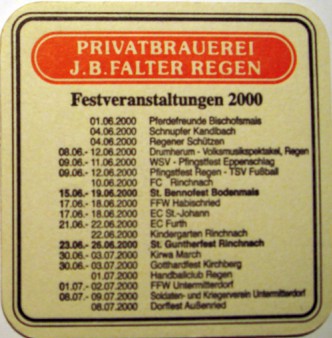 PRIVATBRAUEREI
J.B. FALTER REGEN
Festveranstaltungen 2000
01.06.2000 Pferdefreunde Bischofsmais
04.06.2000 Schnupfer Kandlbach
04.06.2000 Regener Schützen
08.06.- 12.06.2000 Drumherum - Volksmusikspektakel, Regen
09.06.- 11.06.2000 WSV - Pfingstfest Eppenschlag
09.06.- 12.06.2000 Pfingstfest Regen - TSV Fußball
10.06.2000 FC Rinchnach
15.06.- 19.06.2000 St. Bennofest Bodenmais
17.06.- 18.06.2000 FFW Habischried
17.06.- 18.06.2000 EC St.-Johann
21.06.- 22.06.2000 EC Furth
22.06.2000 Kindergarten Rinchnach
23.06.- 26.06.2000 St. Guntherfest Rinchnach
30.06.- 03.07.2000 Kirwa March
30.06.- 03.07.2000 Gotthardfest Kirchberg
01.07.2000 Handballclub Regen
01.07.- 02.07.2000 FFW Untermitterdorf
08.07.- 09.07.2000 Soldaten- und Kriegerverein Untermitterdorf
08.07.2000 Dorffest Außenried